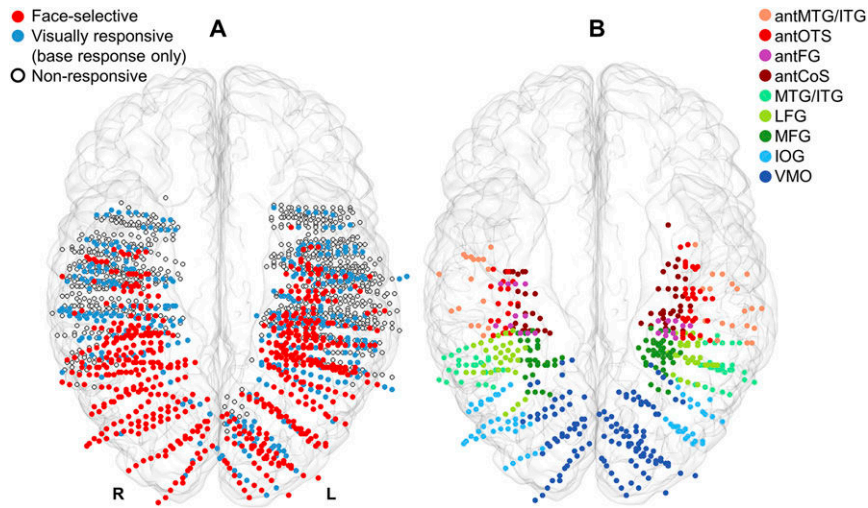 Face-selective
Visually responsive
(base response only)
Non-responsive
A
R
L
B
antMTG/ITG
antOTS
antFG
antCoS
MTG/ITG
LFG
MFG
IOG
VMO